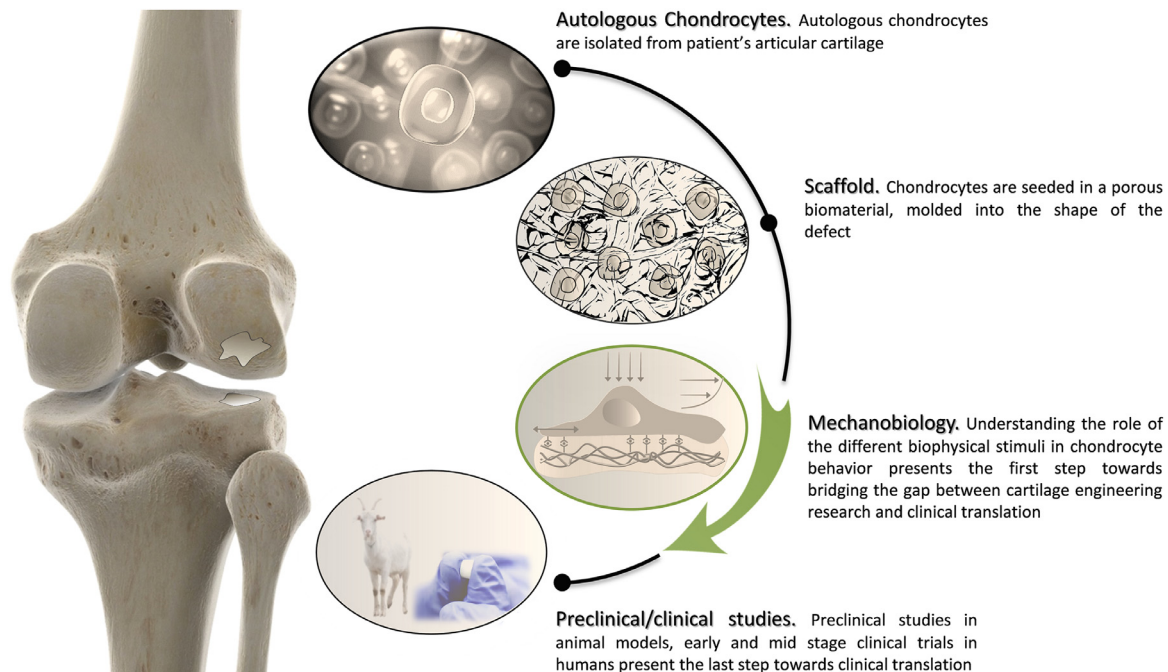 Autologous Chondrocytes. Autologous chondrocytes
are isolated from patient's articular cartilage
Scaffold. Chondrocytes are seeded in a porous
biomaterial, molded into the shape of the
defect
Mechanobiology. Understanding the role of
the different biophysical stimuli in chondrocyte
behavior presents the first step towards
bridging the gap between cartilage engineering
research and clinical translation
Preclinical/clinical studies. Preclinical studies in
animal models, early and mid stage clinical trials in
humans present the last step towards clinical translation